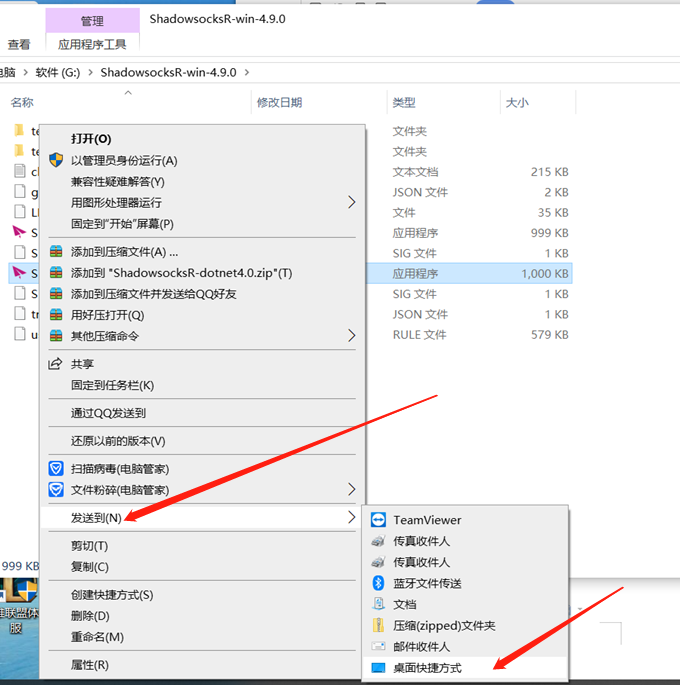 管理
ShadowsocksR-win-4.9.0
查看
应用程序工具
电脑 > 软件 (G:) > ShadowsocksR-win-4.9.0 >
名称 修改日期 类型 大小
文件夹
文件夹
文本文档 215 KB
JSON 文件 2 KB
文件 35 KB
应用程序 999 KB
SIG 文件 1 KB
应用程序 1,000 KB
SIG 文件 1 KB
JSON 文件 1 KB
RULE 文件 579 KB
打开(O)
以管理员身份运行(A)
兼容性疑难解答(Y)
用图形处理器运行
固定到"开始"屏幕(P)
添加到压缩文件(A) ...
添加到 "ShadowsocksR-dotnet4.0.zip"(T)
添加到压缩文件并发送给QQ好友
用好压打开(Q)
其他压缩命令
共享
固定到任务栏(K)
通过QQ发送到
还原以前的版本(V)
扫描病毒(电脑管家)
文件粉碎(电脑管家)
发送到(N)
剪切(T)
复制(C)
创建快捷方式(S)
删除(D)
重命名(M)
属性(R)
TeamViewer
传真收件人
传真收件人
蓝牙文件传送
文档
压缩(zipped)文件夹
邮件收件人
桌面快捷方式
999 KB
联盟体
服